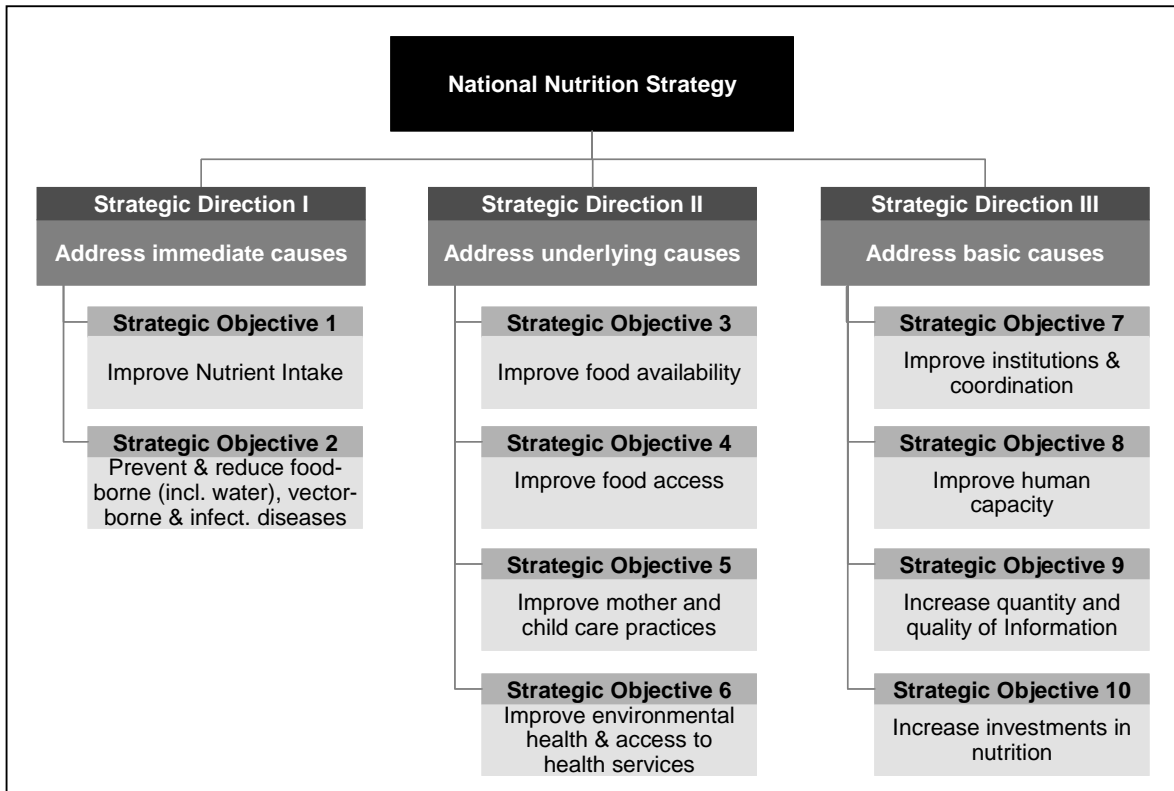 National Nutrition Strategy
Strategic Direction I
Address immediate causes
Strategic Objective 1
Improve Nutrient Intake
Strategic Objective 2
Prevent & reduce food-
borne (incl. water), vector-
borne & infect. diseases
Strategic Direction II
Address underlying causes
Strategic Objective 3
Improve food availability
Strategic Objective 4
Improve food access
Strategic Objective 5
Improve mother and
child care practices
Strategic Objective 6
Improve environmental
health & access to
health services
Strategic Direction III
Address basic causes
Strategic Objective 7
Improve institutions &
coordination
Strategic Objective 8
Improve human
capacity
Strategic Objective 9
Increase quantity and
quality of Information
Strategic Objective 10
Increase investments in
nutrition